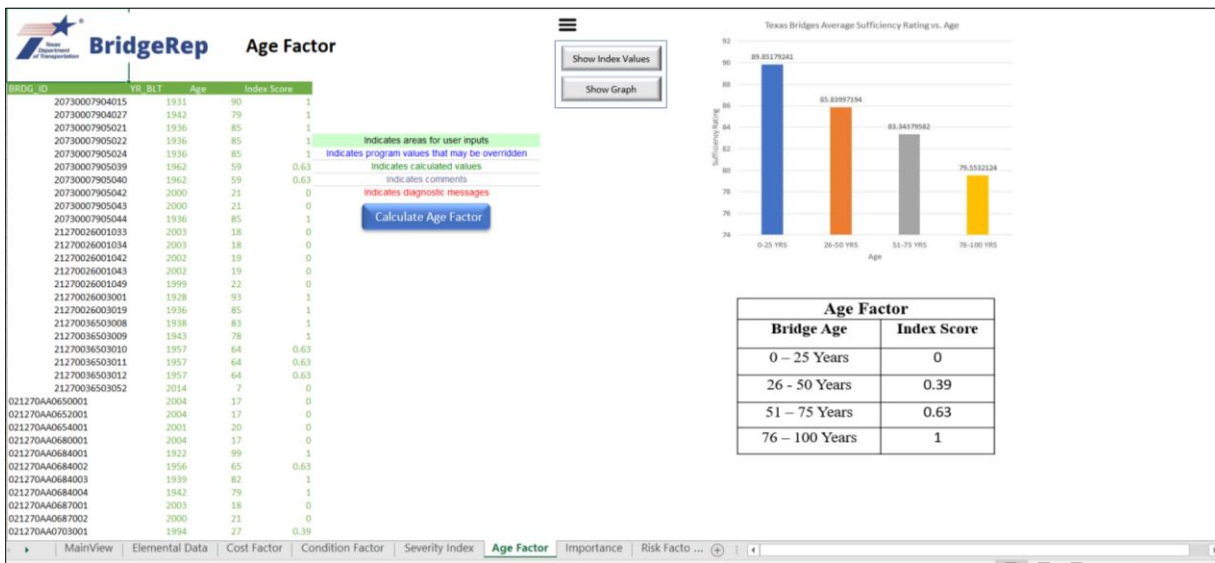 Texas
Department
of Transportation
BridgeRep
Age Factor
BRDG_ID YR_BLT Age Index Score
20730007904015 1931 90 1
20730007904027 1942 79 1
20730007905021 1936 85 1
20730007905022 1936 85 1
20730007905024 1936 85 1
20730007905039 1962 59 0.63
20730007905040 1962 59 0.63
20730007905042 2000 21 0
20730007905043 2000 21 0
20730007905044 1936 85 1
21270026001033 2003 18 0
21270026001034 2003 18 0
21270026001042 2002 19 0
21270026001043 2002 19 0
21270026001049 1999 22 0
21270026003001 1928 93 1
21270026003019 1936 85 1
21270036503008 1938 83 1
21270036503009 1943 78 1
21270036503010 1957 64 0.63
21270036503011 1957 64 0.63
21270036503012 1957 64 0.63
21270036503052 2014 7 0
021270AA0650001 2004 17 0
021270AA0652001 2004 17 0
021270AA0654001 2001 20 0
021270AA0680001 2004 17 0
021270AA0684001 1922 99 1
021270AA0684002 1956 65 0.63
021270AA0684003 1939 82 1
021270AA0684004 1942 79 1
021270AA0687001 2003 18 0
021270AA0687002 2000 21 0
021270AA0703001 1994 27 0.39
Indicates areas for user inputs
Indicates program values that may be overridden
Indicates calculated values
Indicates comments
Indicates diagnostic messages
Calculate Age Factor
Show Index Values
Show Graph
Texas Bridges Average Sufficiency Rating vs. Age
Sufficiency Rating
92
90
88
86
84
82
80
78
76
74
89.85179241
85.83997194
83.34379582
79.5532124
0-25 YRS 26-50 YRS 51-75 YRS 76-100 YRS
Age
Age Factor
Bridge Age Index Score
0 – 25 Years 0
26 - 50 Years 0.39
51 – 75 Years 0.63
76 – 100 Years 1
MainView Elemental Data Cost Factor Condition Factor Severity Index Age Factor Importance Risk Facto ...